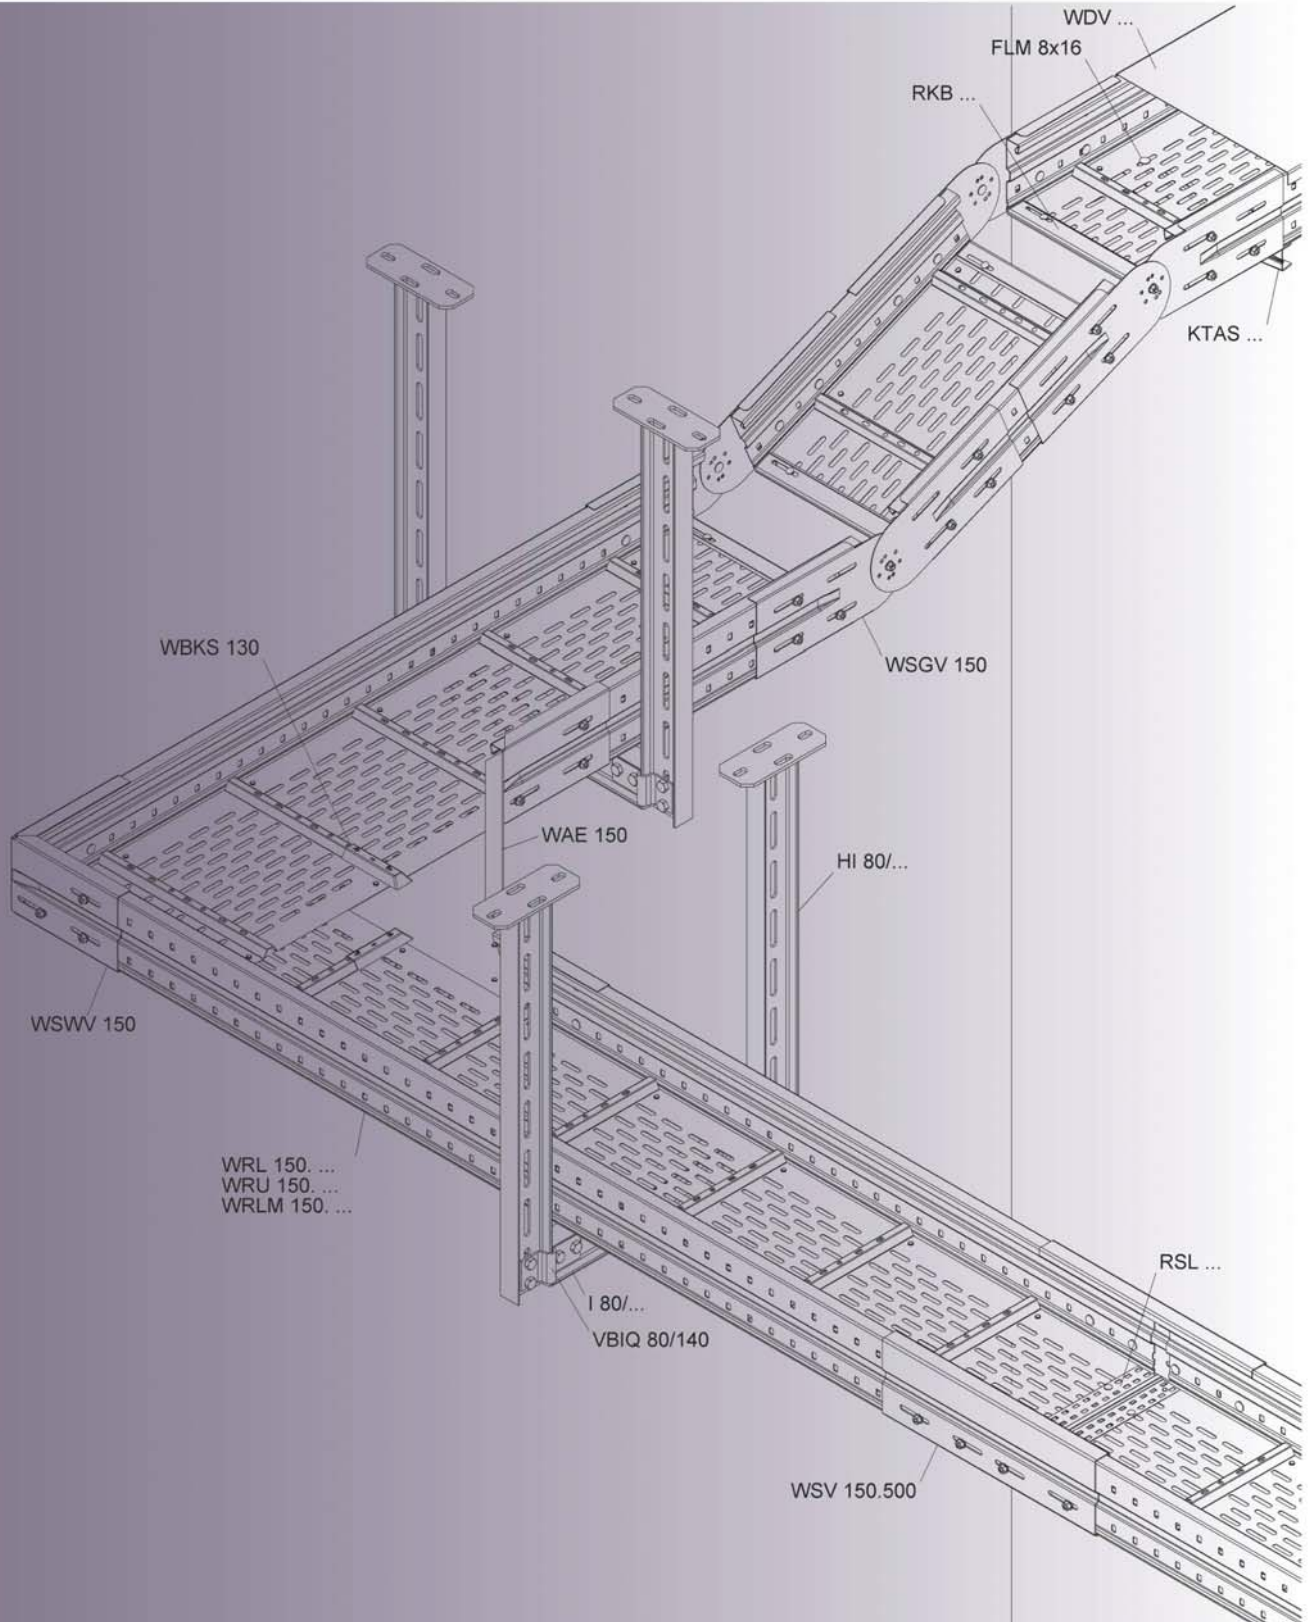 WDV ...
FLM 8x16
RKB ...
KTAS ...
WBKS 130
WSGV 150
WAE 150
HI 80/...
WSWV 150
WRL 150. ...
WRU 150. ...
WRLM 150. ...
RSL ...
I 80/...
VBIQ 80/140
WSV 150.500